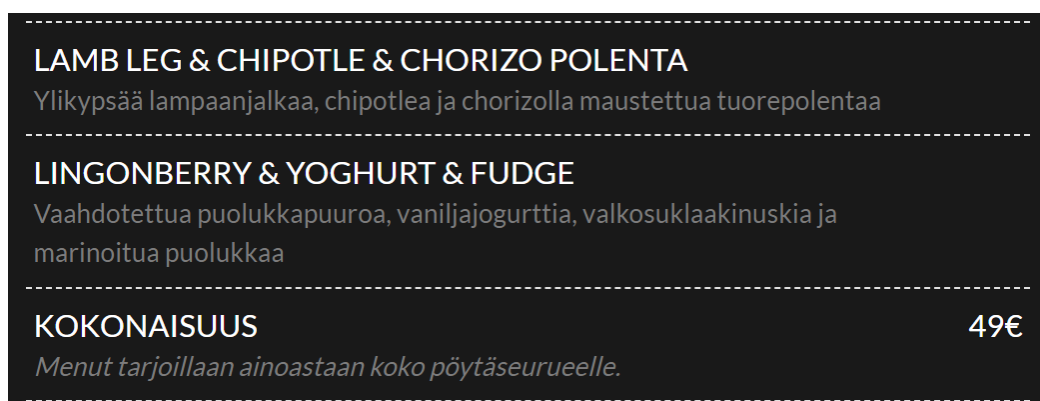 LAMB LEG & CHIPOTLE & CHORIZO POLENTA
Ylikypsää lampaanjalkaa, chipotlea ja chorizolla maustettua tuorepolentaa
LINGONBERRY & YOGHURT & FUDGE
Vaahdotettua puolukkapuuroa, vaniljajogurttia, valkosuklaakinuskia ja
marinoitua puolukkaa
KOKONAISUUS 49€
Menut tarjoillaan ainoastaan koko pöytäseurueelle.